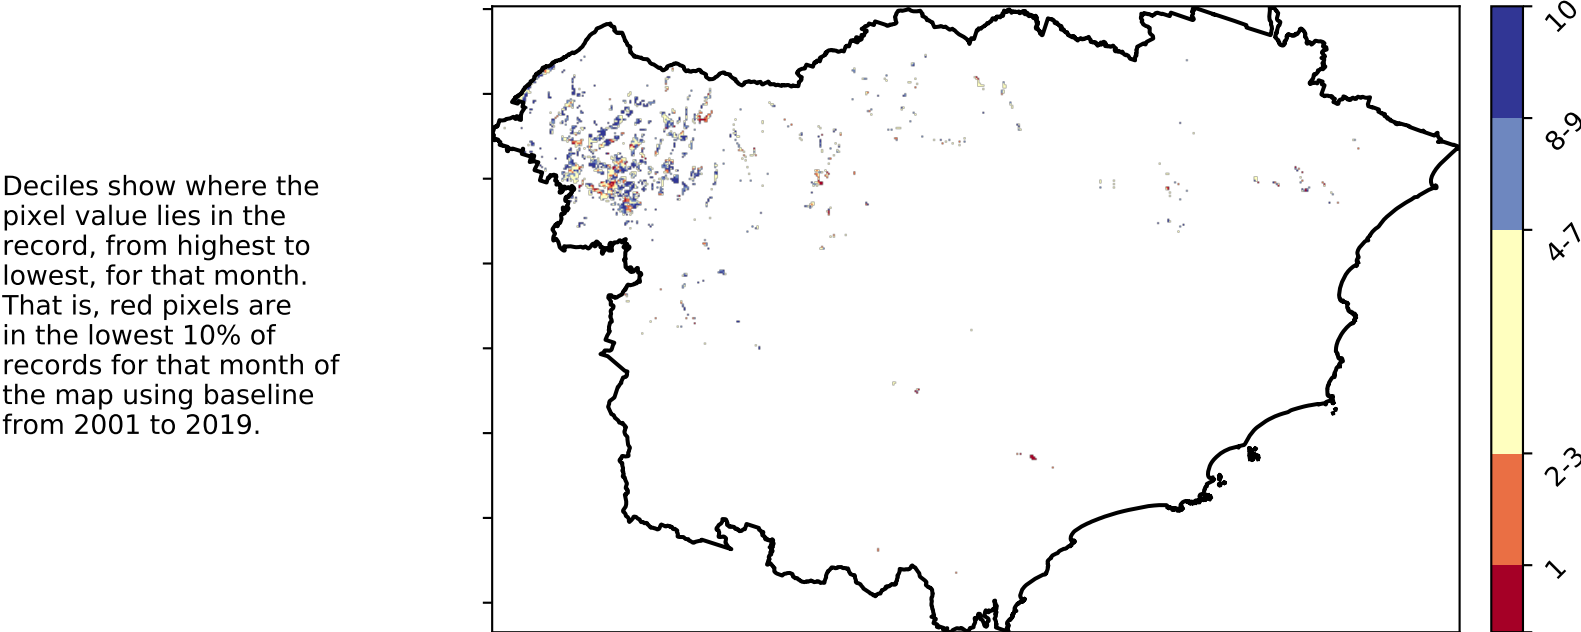 Deciles show where the
pixel value lies in the
record, from highest to
lowest, for that month.
That is, red pixels are
in the lowest 10% of
records for that month of
the map using baseline
from 2001 to 2019.
10
8-9
4-7
2-3
1